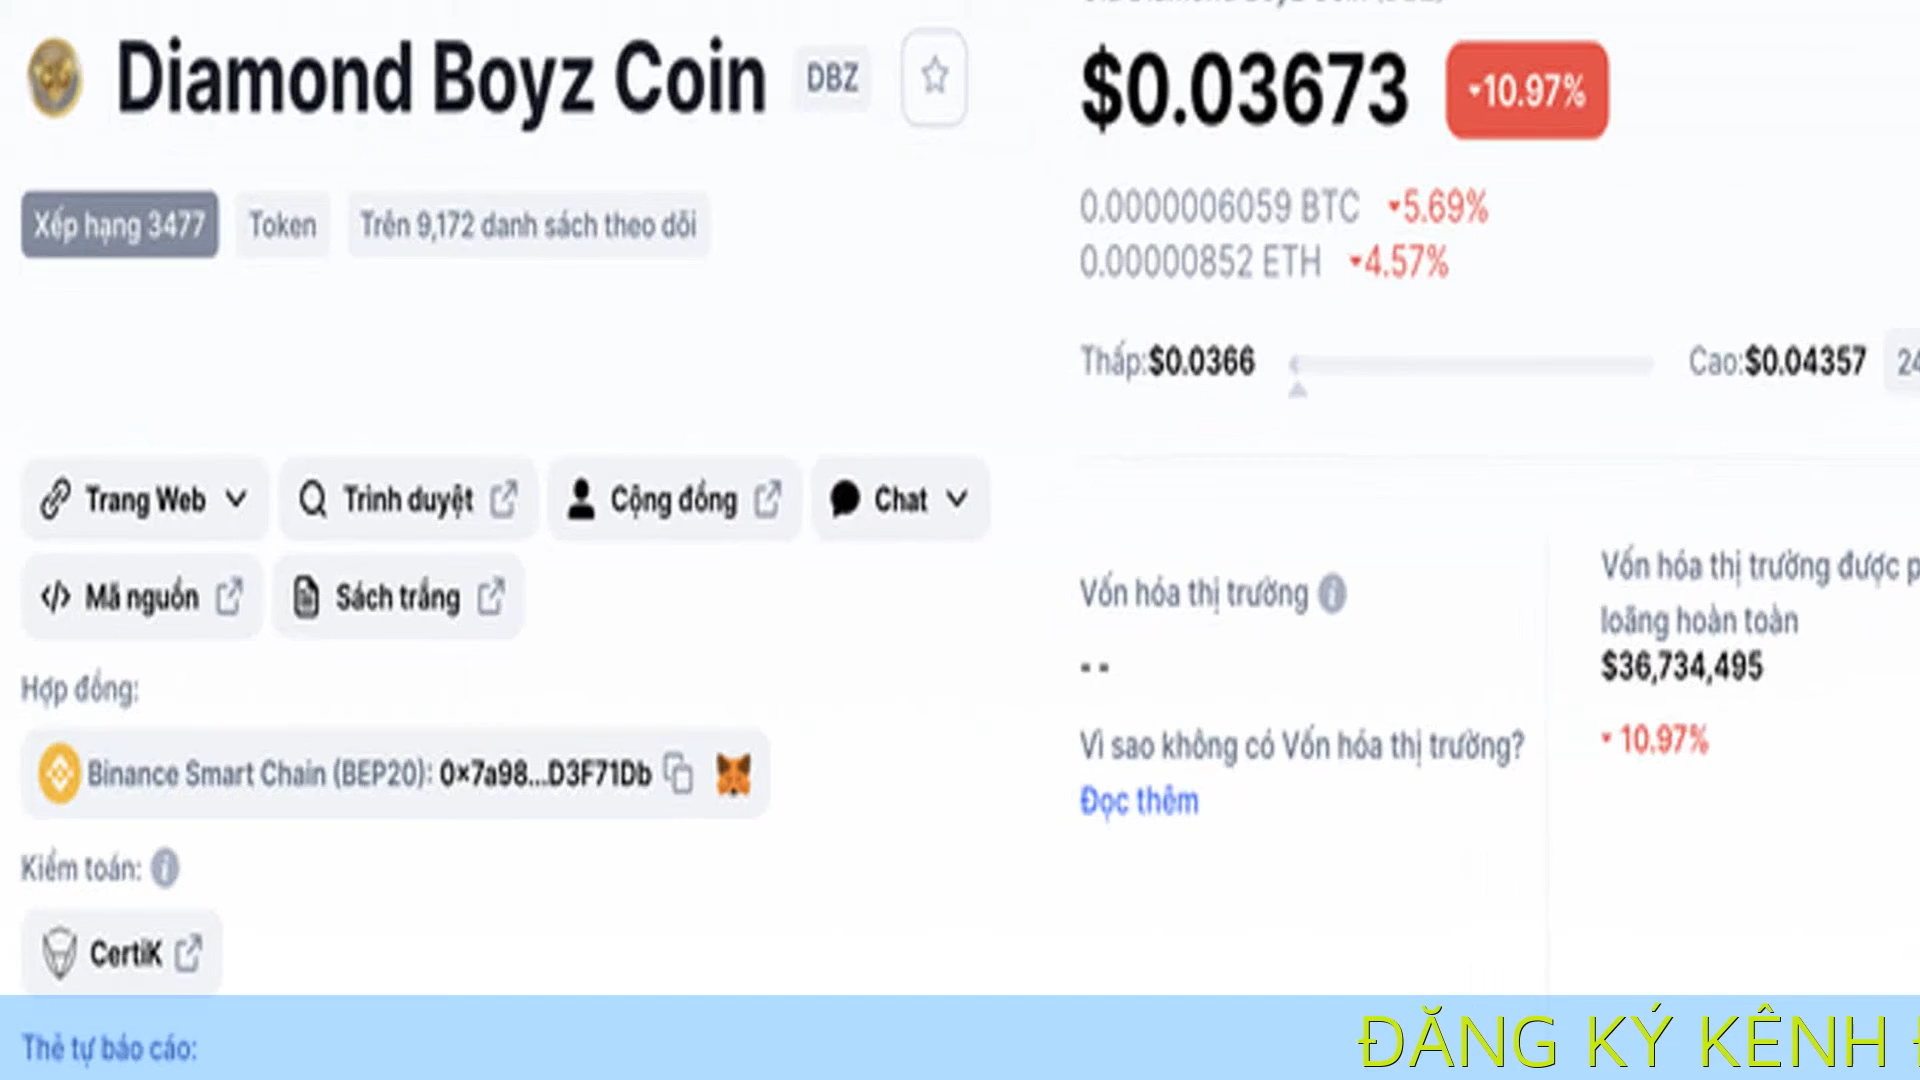 Diamond Boyz Coin DBZ
Xếp hạng 3477 Token Trên 9,172 danh sách theo dõi
Trang Web Trình duyệt Cộng đồng Chat
Mã nguồn Sách trắng
Hợp đồng:
Binance Smart Chain (BEP20): 0x7a98...D3F71Db
Kiểm toán:
CertiK
Thẻ tự báo cáo:
$0.03673 10.97%
0.0000006059 BTC 5.69%
0.00000852 ETH 4.57%
Thấp:$0.0366 Cao:$0.04357 24
Vốn hóa thị trường
- -
Vì sao không có Vốn hóa thị trường?
Đọc thêm
Vốn hóa thị trường được p
loãng hoàn toàn
$36,734,495
10.97%
ĐĂNG KÝ KÊNH